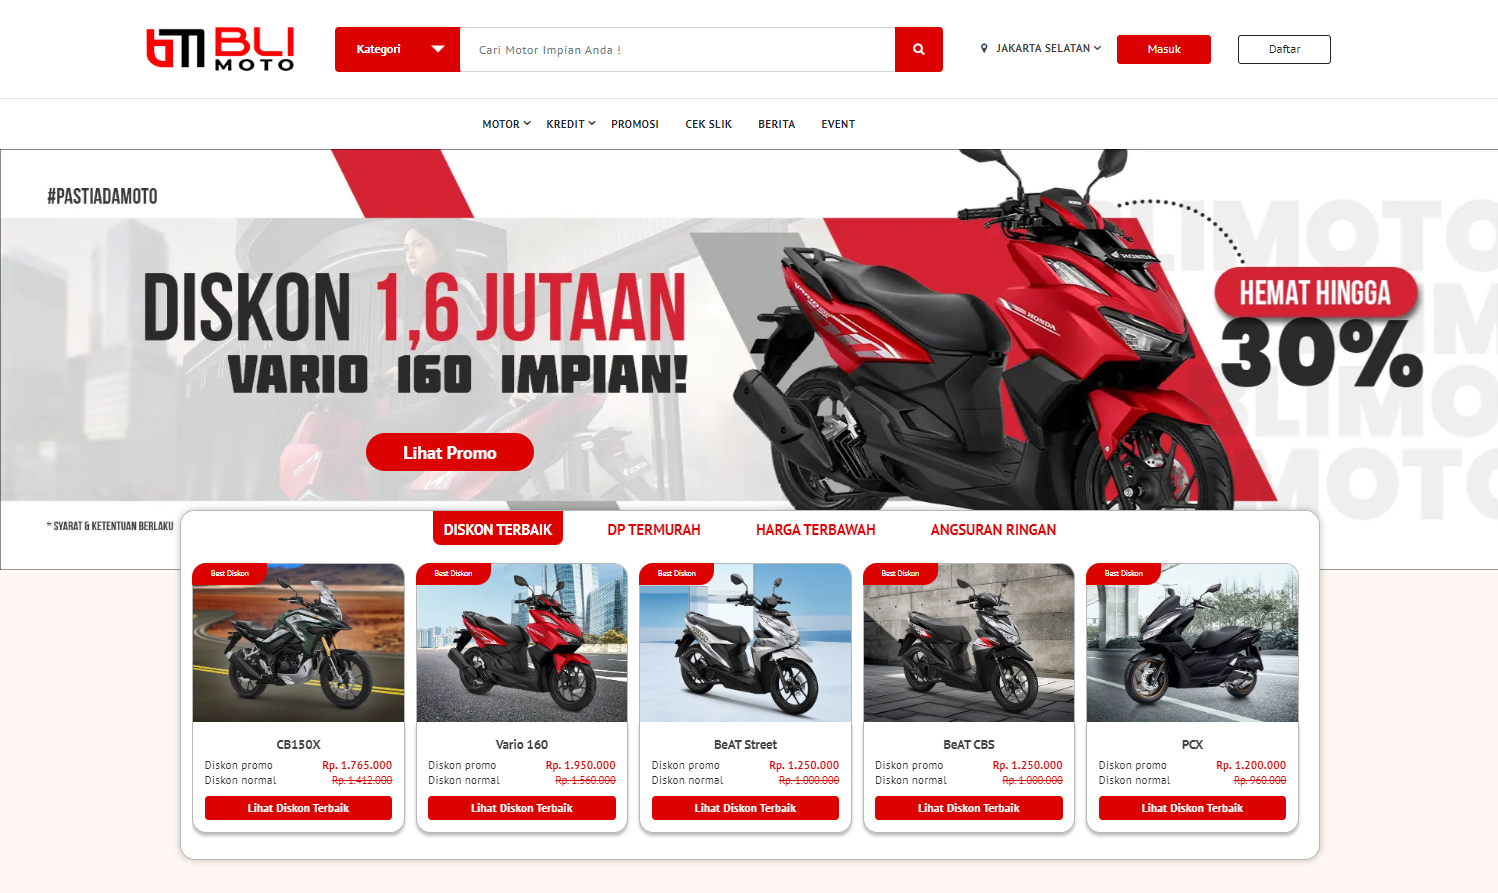 BLI
MOTO
Kategori
Cari Motor Impian Anda !
JAKARTA SELATAN
Masuk
Daftar
MOTOR KREDIT PROMOSI CEK SLIK BERITA EVENT
#PASTIADAMOTO
DISKON 1,6 JUTAAN
VARIO 160 IMPIAN!
Lihat Promo
HONDA
HONDA
HEMAT HINGGA
30%
BLIMOTO
* SYARAT & KETENTUAN BERLAKU
DISKON TERBAIK DP TERMURAH HARGA TERBAWAH ANGSURAN RINGAN
Best Diskon
CB150X
Diskon promo Rp. 1.765.000
Diskon normal Rp. 1.412.000
Lihat Diskon Terbaik
Best Diskon
Vario 160
Diskon promo Rp. 1.950.000
Diskon normal Rp. 1.560.000
Lihat Diskon Terbaik
Best Diskon
BeAT Street
Diskon promo Rp. 1.250.000
Diskon normal Rp. 1.000.000
Lihat Diskon Terbaik
Best Diskon
BeAT CBS
Diskon promo Rp. 1.250.000
Diskon normal Rp. 1.000.000
Lihat Diskon Terbaik
Best Diskon
PCX
Diskon promo Rp. 1.200.000
Diskon normal Rp. 960.000
Lihat Diskon Terbaik